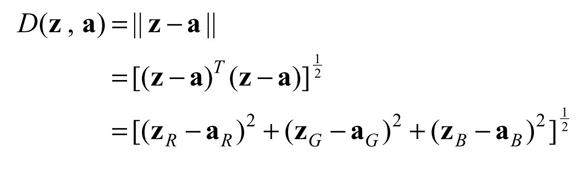 D(z , a) = || z − a ||
= [(z − a)^T (z − a)]^{1/2}
= [(z_R − a_R)^2 + (z_G − a_G)^2 + (z_B − a_B)^2]^{1/2}